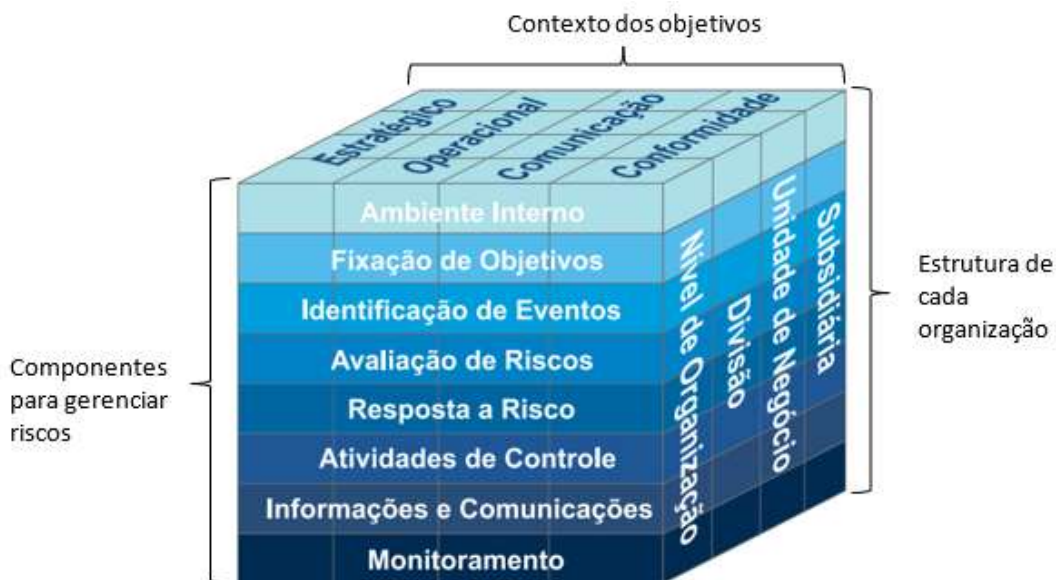 Contexto dos objetivos
Estratégico
Operacional
Comunicação
Conformidade
Ambiente Interno
Fixação de Objetivos
Identificação de Eventos
Avaliação de Riscos
Resposta a Risco
Atividades de Controle
Informações e Comunicações
Monitoramento
Nível de Organização
Divisão
Unidade de Negócio
Subsidiária
Componentes
para gerenciar
riscos
Estrutura de
cada
organização